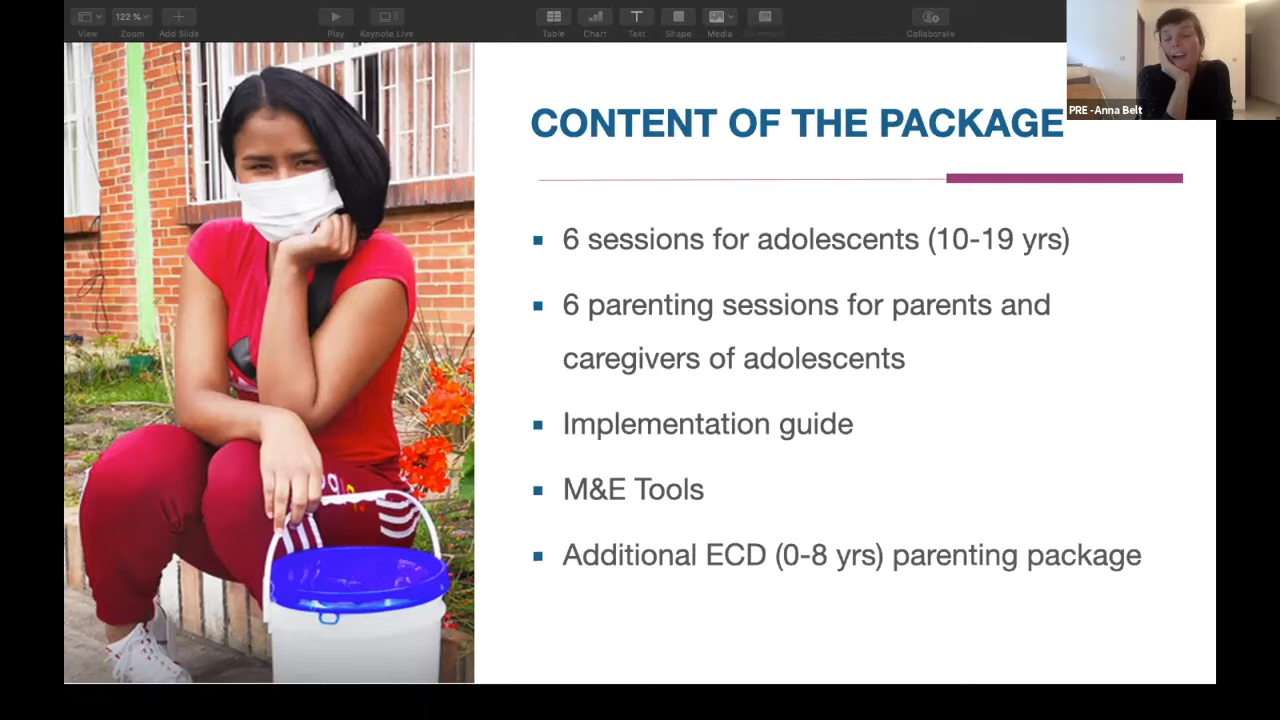 122 %
View
Zoom
Add Slide
Play
Keynote Live
Table
Chart
Text
Shape
Media
Comment
Collaborate
PRE -Anna Belt
CONTENT OF THE PACKAGE
6 sessions for adolescents (10-19 yrs)
6 parenting sessions for parents and
caregivers of adolescents
Implementation guide
M&E Tools
Additional ECD (0-8 yrs) parenting package